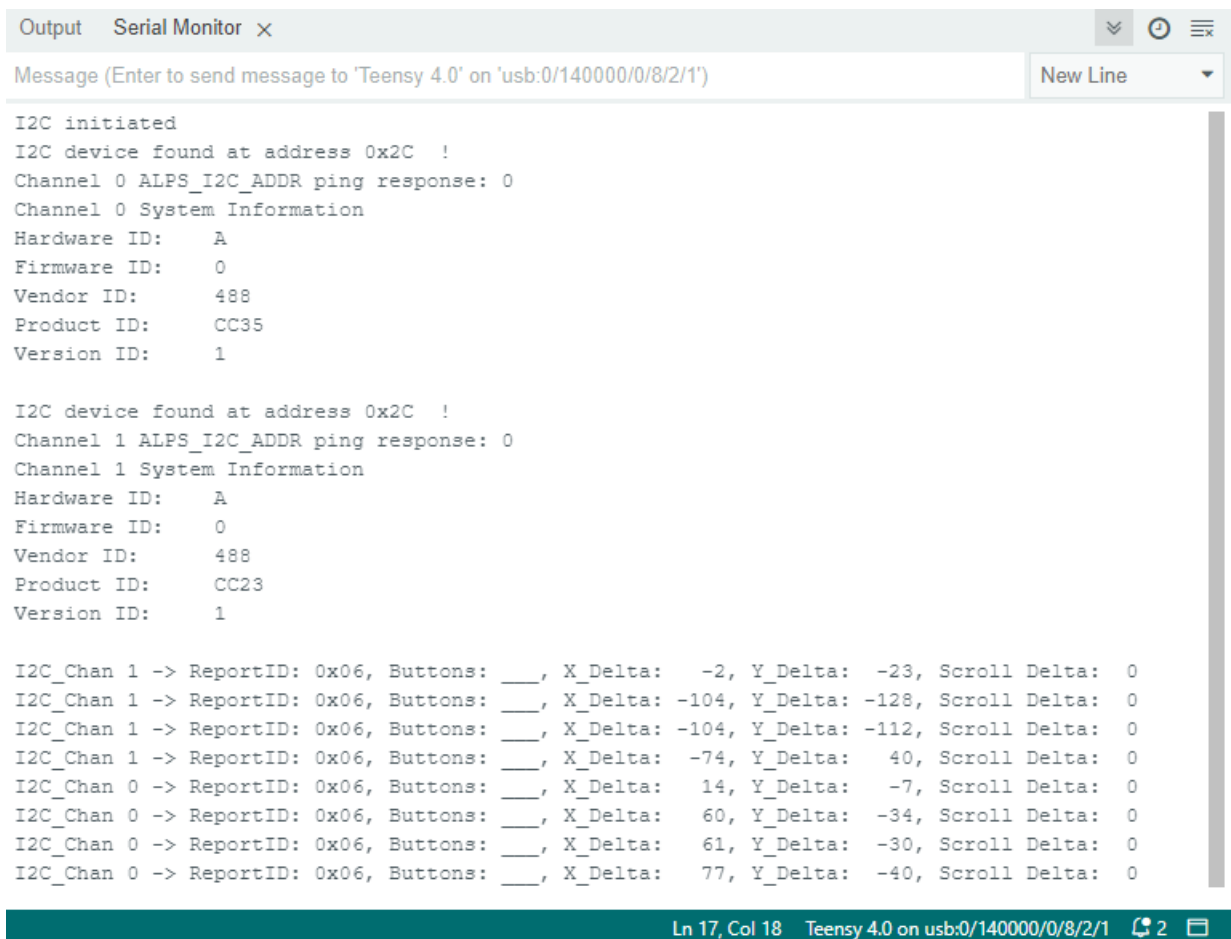 Output Serial Monitor ×
Message (Enter to send message to 'Teensy 4.0' on 'usb:0/140000/0/8/2/1') New Line
I2C initiated
I2C device found at address 0x2C  !
Channel 0 ALPS_I2C_ADDR ping response: 0
Channel 0 System Information
Hardware ID:    A
Firmware ID:    0
Vendor ID:      488
Product ID:     CC35
Version ID:     1

I2C device found at address 0x2C  !
Channel 1 ALPS_I2C_ADDR ping response: 0
Channel 1 System Information
Hardware ID:    A
Firmware ID:    0
Vendor ID:      488
Product ID:     CC23
Version ID:     1

I2C_Chan 1 -> ReportID: 0x06, Buttons: ___, X_Delta:   -2, Y_Delta:  -23, Scroll Delta:  0
I2C_Chan 1 -> ReportID: 0x06, Buttons: ___, X_Delta: -104, Y_Delta: -128, Scroll Delta:  0
I2C_Chan 1 -> ReportID: 0x06, Buttons: ___, X_Delta: -104, Y_Delta: -112, Scroll Delta:  0
I2C_Chan 1 -> ReportID: 0x06, Buttons: ___, X_Delta:  -74, Y_Delta:   40, Scroll Delta:  0
I2C_Chan 0 -> ReportID: 0x06, Buttons: ___, X_Delta:   14, Y_Delta:   -7, Scroll Delta:  0
I2C_Chan 0 -> ReportID: 0x06, Buttons: ___, X_Delta:   60, Y_Delta:  -34, Scroll Delta:  0
I2C_Chan 0 -> ReportID: 0x06, Buttons: ___, X_Delta:   61, Y_Delta:  -30, Scroll Delta:  0
I2C_Chan 0 -> ReportID: 0x06, Buttons: ___, X_Delta:   77, Y_Delta:  -40, Scroll Delta:  0
Ln 17, Col 18 Teensy 4.0 on usb:0/140000/0/8/2/1 2